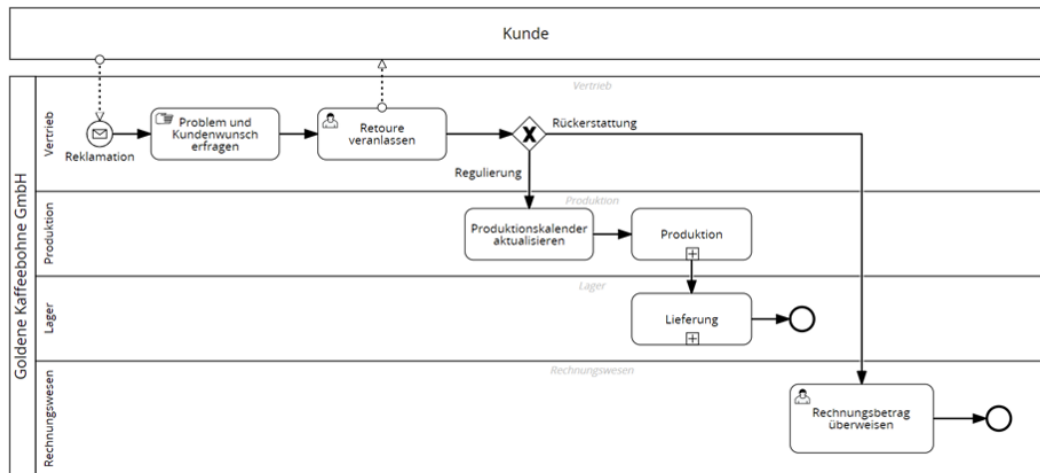 Kunde
Goldene Kaffeebohne GmbH
Vertrieb
Vertrieb
Reklamation
Problem und
Kundenwunsch
erfragen
Retoure
veranlassen
X
Rückerstattung
Regulierung
Produktion
Produktion
Produktionskalender
aktualisieren
Produktion
Lager
Lager
Lieferung
Rechnungswesen
Rechnungswesen
Rechnungsbetrag
überweisen